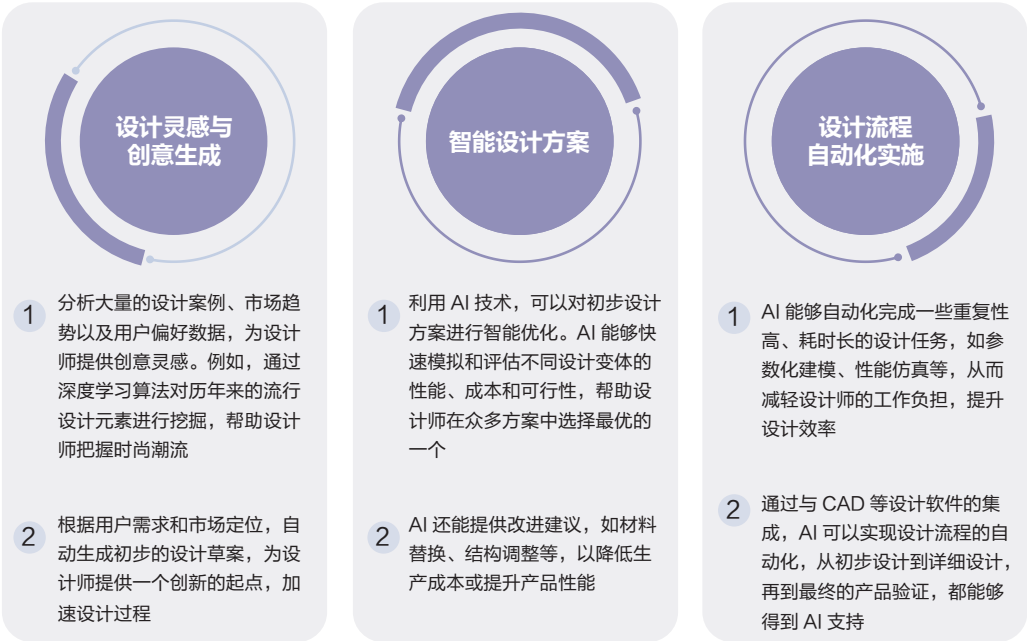 设计灵感与
创意生成
1
分析大量的设计案例、市场趋
势以及用户偏好数据，为设计
师提供创意灵感。例如，通过
深度学习算法对历年来的流行
设计元素进行挖掘，帮助设计
师把握时尚潮流
2
根据用户需求和市场定位，自
动生成初步的设计草案，为设
计师提供一个创新的起点，加
速设计过程
智能设计方案
1
利用 AI 技术，可以对初步设计
方案进行智能优化。AI 能够快
速模拟和评估不同设计变体的
性能、成本和可行性，帮助设
计师在众多方案中选择最优的
一个
2
AI 还能提供改进建议，如材料
替换、结构调整等，以降低生
产成本或提升产品性能
设计流程
自动化实施
1
AI 能够自动化完成一些重复性
高、耗时长的设计任务，如参
数化建模、性能仿真等，从而
减轻设计师的工作负担，提升
设计效率
2
通过与 CAD 等设计软件的集
成，AI 可以实现设计流程的自
动化，从初步设计到详细设计，
再到最终的产品验证，都能够
得到 AI 支持